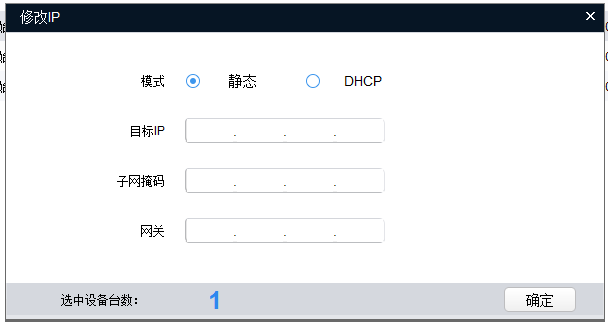 修改IP ×
模式 静态 DHCP
目标IP . . .
子网掩码 . . .
网关 . . .
选中设备台数： 1 确定